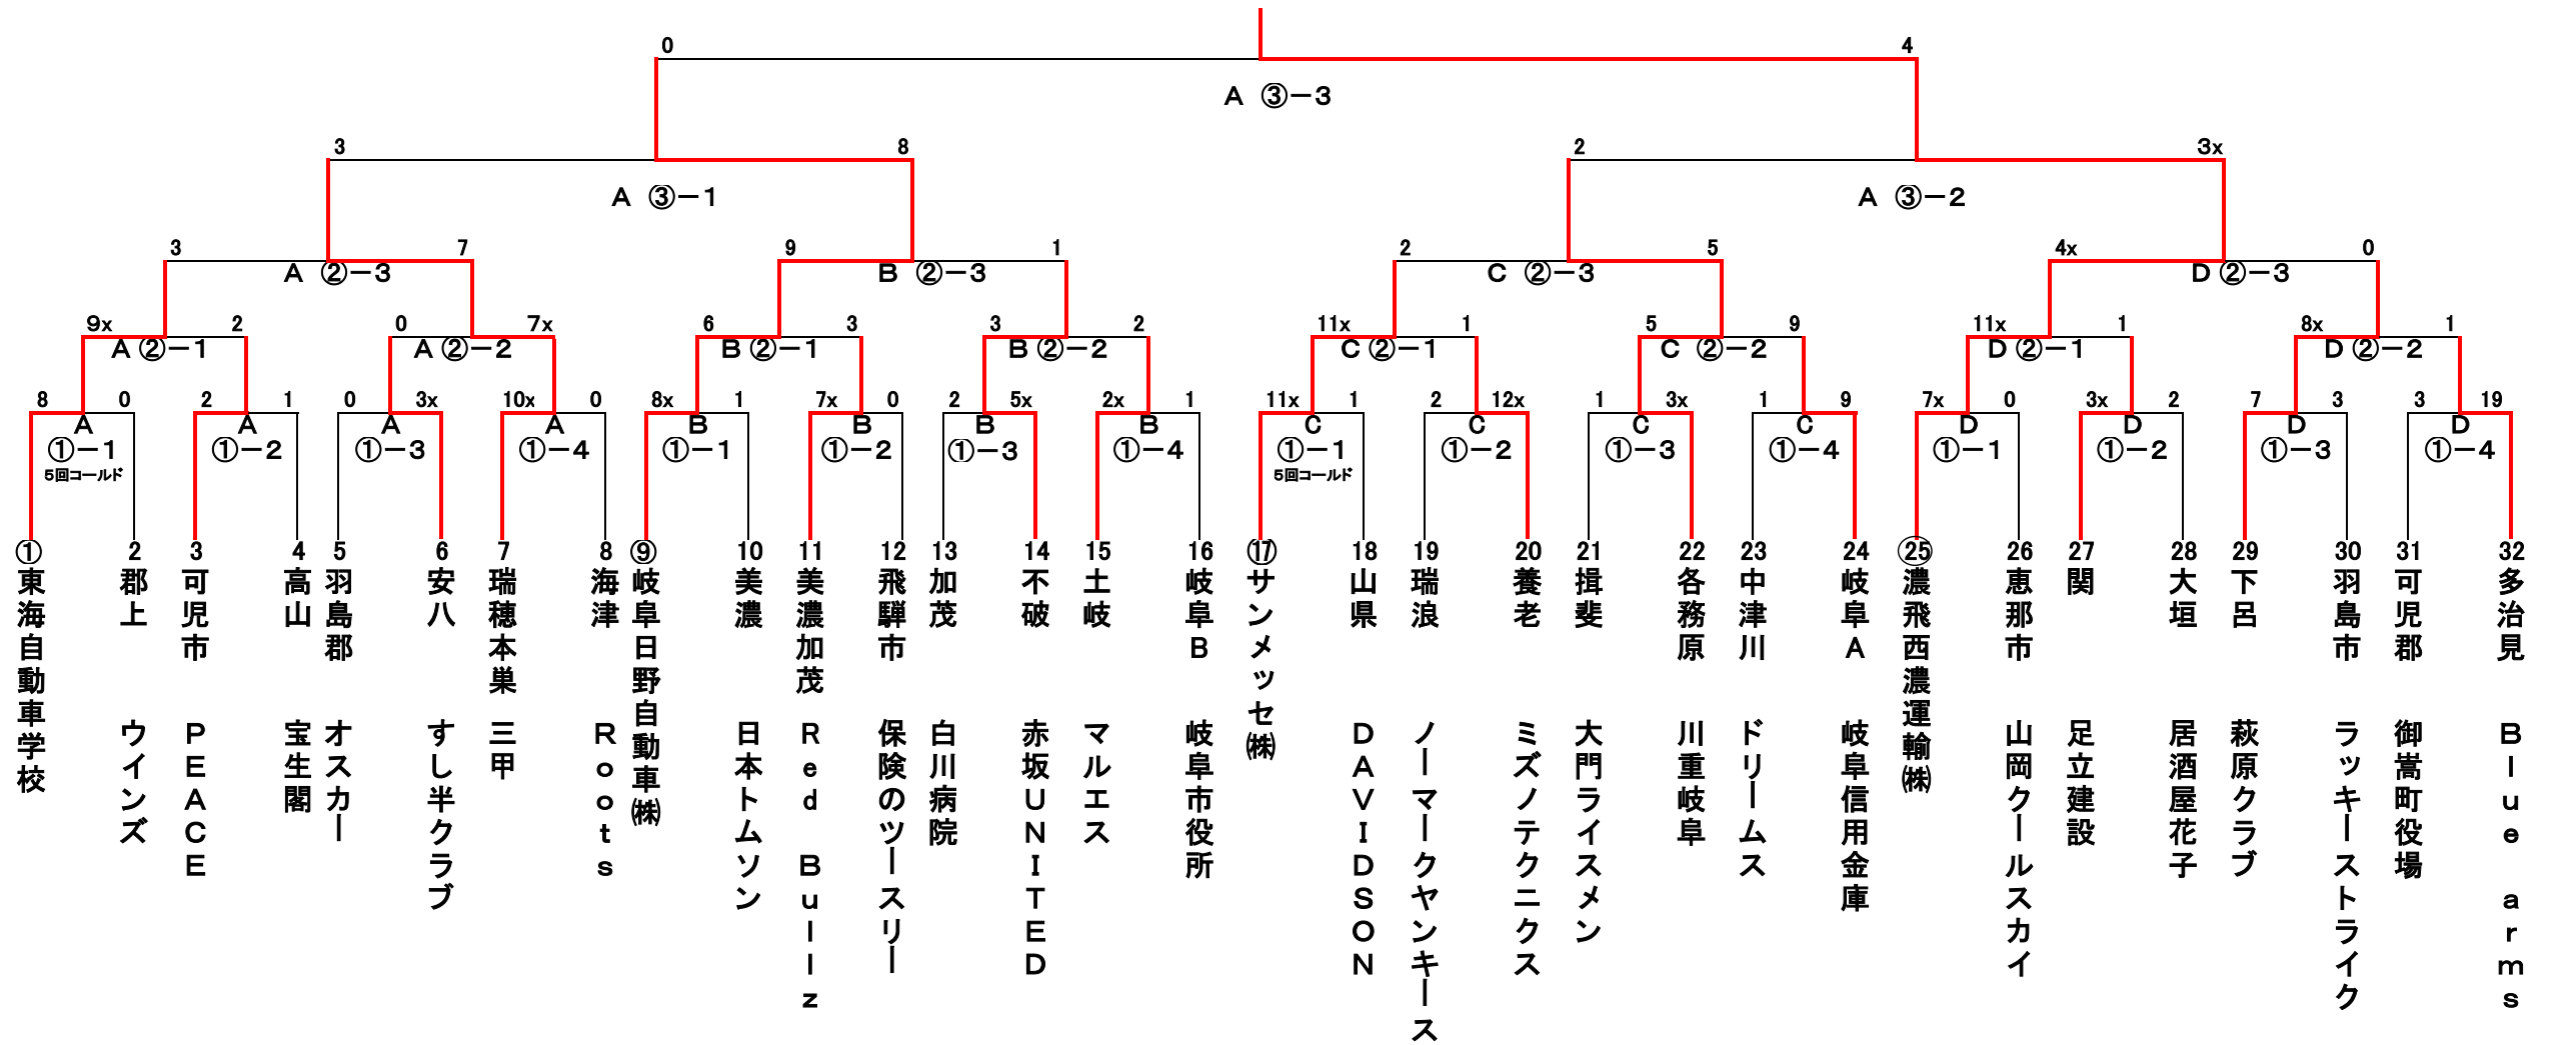 0 4
A ③-3
3 8 2 3x
A ③-1 A ③-2
3 7 9 1 2 5 4x 0
A ②-3 B ②-3 C ②-3 D ②-3
9x 2 0 7x 6 3 3 2 11x 1 5 9 11x 1 8x 1
A ②-1 A ②-2 B ②-1 B ②-2 C ②-1 C ②-2 D ②-1 D ②-2
8 0 2 1 0 3x 10x 0 8x 1 7x 0 2 5x 2x 1 11x 1 2 12x 1 3x 1 9 7x 0 3x 2 7 3 3 19
A A A A B B B B C C C C D D D D
①-1 ①-2 ①-3 ①-4 ①-1 ①-2 ①-3 ①-4 ①-1 ①-2 ①-3 ①-4 ①-1 ①-2 ①-3 ①-4
5回コールド 5回コールド
① 東海自動車学校
2 郡上 ウインズ
3 可児市 PEACE
4 高山 宝生閣
5 羽島郡 オスカー
6 安八 すし半クラブ
7 瑞穂本巣 三甲
8 海津 Roots
⑨ 岐阜日野自動車㈱
10 美濃 日本トムソン
11 美濃加茂 Red Bullz
12 飛騨市 保険のツースリー
13 加茂 白川病院
14 不破 赤坂UNITED
15 土岐 マルエス
16 岐阜B 岐阜市役所
⑰ サンメッセ㈱
18 山県 DAVIDSON
19 瑞浪 ノーマークヤンキース
20 養老 ミズノテクニクス
21 揖斐 大門ライスメン
22 各務原 川重岐阜
23 中津川 ドリームス
24 岐阜A 岐阜信用金庫
㉕ 濃飛西濃運輸㈱
26 恵那市 山岡クールスカイ
27 関 足立建設
28 大垣 居酒屋花子
29 下呂 萩原クラブ
30 羽島市 ラッキーストライク
31 可児郡 御嵩町役場
32 多治見 Blue arms